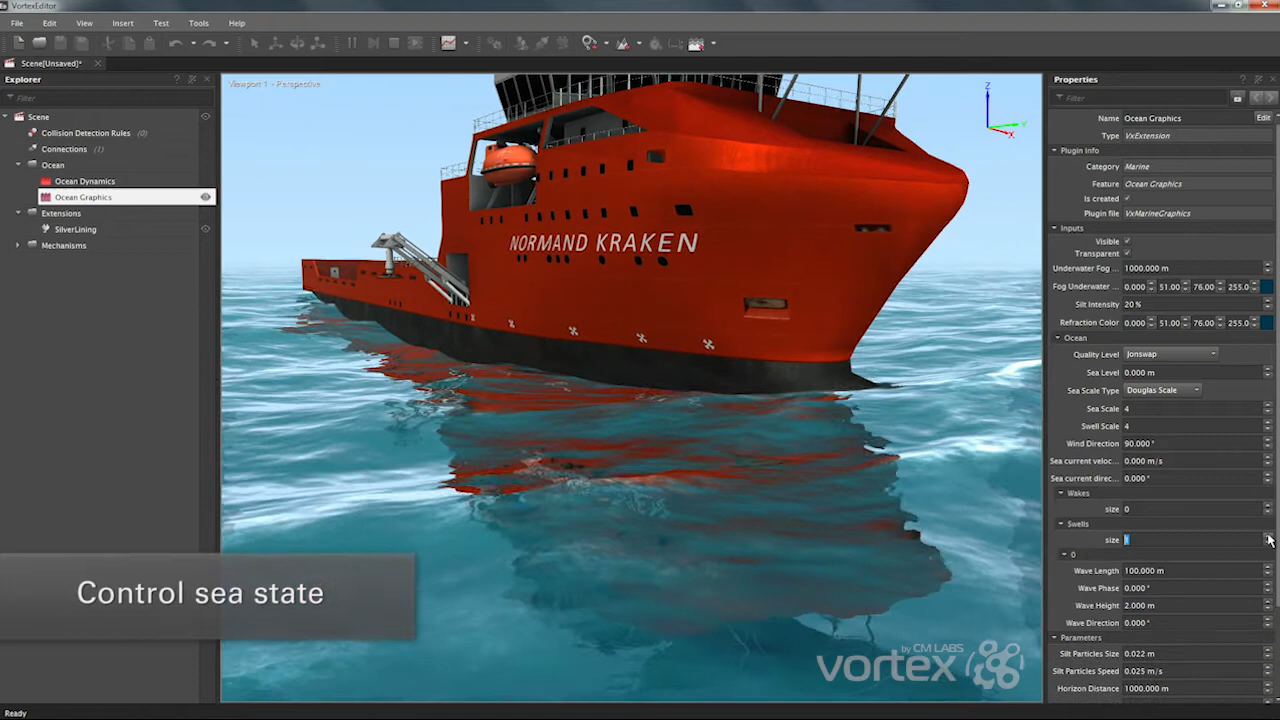 VortexEditor
File Edit View Insert Test Tools Help
Scene[Unsaved]*
Explorer
Filter
Scene
Collision Detection Rules (0)
Connections (1)
Ocean
Ocean Dynamics
Ocean Graphics
Extensions
SilverLining
Mechanisms
Viewport 1 - Perspective
Z
Y
X
NORMAND KRAKEN
Control sea state
by CM LABS
vortex
Properties
Filter
Name Ocean Graphics Edit
Type VxExtension
Plugin Info
Category Marine
Feature Ocean Graphics
Is created
Plugin file VxMarineGraphics
Inputs
Visible
Transparent
Underwater Fog ... 1000.000 m
Fog Underwater ... 0.000 51.00 76.00 255.0
Silt Intensity 20 %
Refraction Color 0.000 51.00 76.00 255.0
Ocean
Quality Level Jonswap
Sea Level 0.000 m
Sea Scale Type Douglas Scale
Sea Scale 4
Swell Scale 4
Wind Direction 90.000 °
Sea current veloc... 0.000 m/s
Sea current direc... 0.000 °
Wakes
size 0
Swells
size
0
Wave Length 100.000 m
Wave Phase 0.000 °
Wave Height 2.000 m
Wave Direction 0.000 °
Parameters
Silt Particles Size 0.022 m
Silt Particles Speed 0.025 m/s
Horizon Distance 1000.000 m
Ready